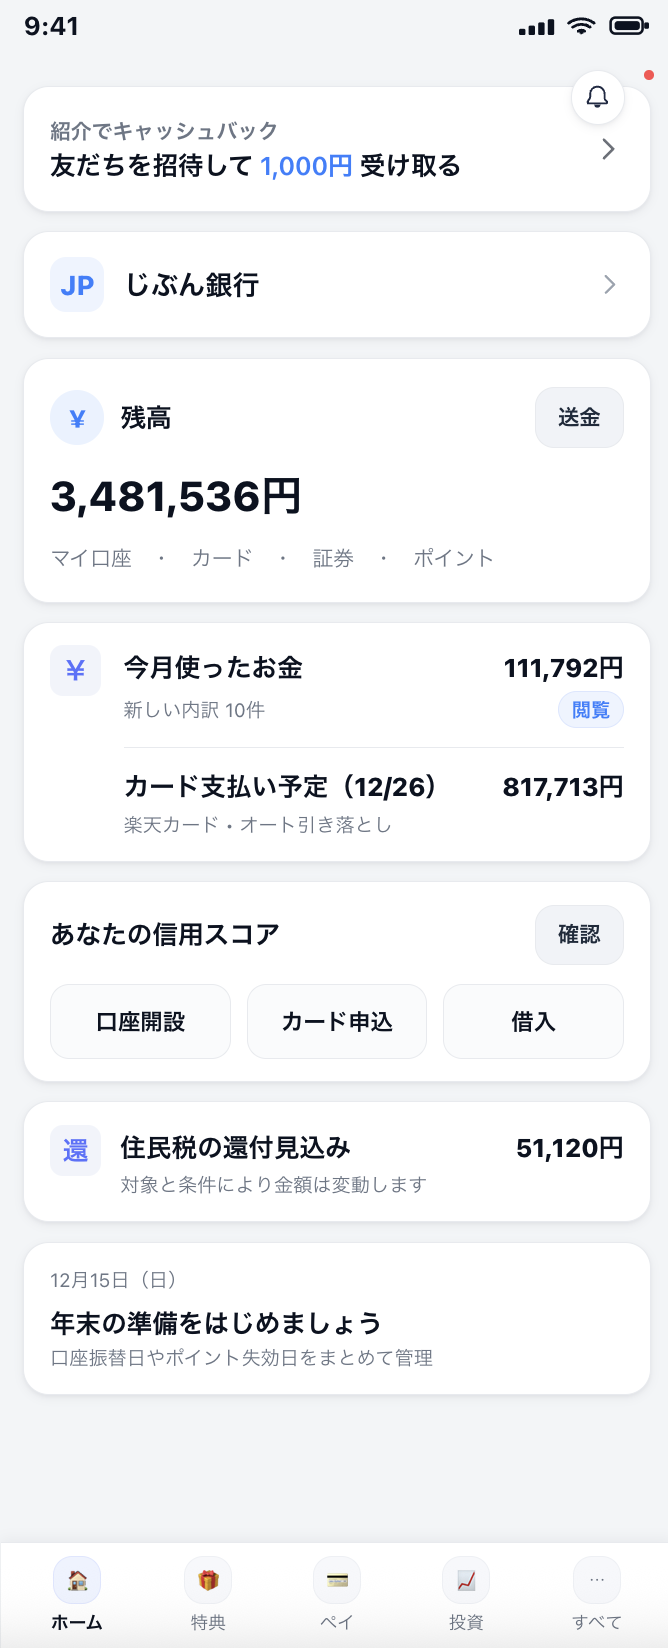 9:41
紹介でキャッシュバック
友だちを招待して 1,000円 受け取る
JP じぶん銀行
¥ 残高 送金
3,481,536円
マイ口座 ・ カード ・ 証券 ・ ポイント
¥ 今月使ったお金 111,792円
新しい内訳 10件 閲覧
カード支払い予定（12/26） 817,713円
楽天カード・オート引き落とし
あなたの信用スコア 確認
口座開設 カード申込 借入
還 住民税の還付見込み 51,120円
対象と条件により金額は変動します
12月15日（日）
年末の準備をはじめましょう
口座振替日やポイント失効日をまとめて管理
ホーム 特典 ペイ 投資 すべて